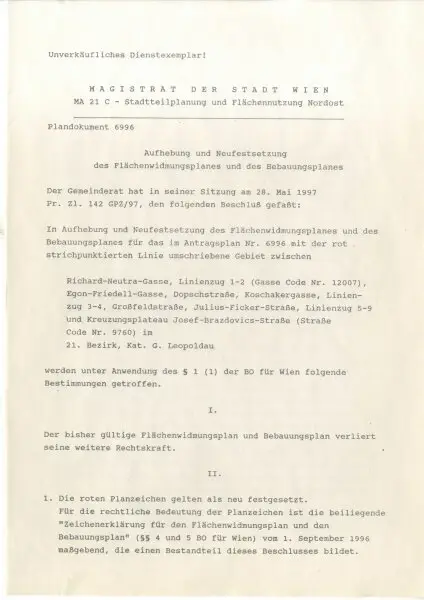 Unverkäufliches Dienstexemplar!
MAGISTRAT DER STADT WIEN
MA 21 C - Stadtteilplanung und Flächennutzung Nordost
Plandokument 6996
Aufhebung und Neufestsetzung
des Flächenwidmungsplanes und des Bebauungsplanes
Der Gemeinderat hat in seiner Sitzung am 28. Mai 1997
Pr. Zl. 142 GPZ/97, den folgenden Beschluß gefaßt:
In Aufhebung und Neufestsetzung des Flächenwidmungsplanes und des
Bebauungsplanes für das im Antragsplan Nr. 6996 mit der rot
strichpunktierten Linie umschriebene Gebiet zwischen
Richard-Neutra-Gasse, Linienzug 1-2 (Gasse Code Nr. 12007),
Egon-Friedell-Gasse, Dopschstraße, Koschakergasse, Linien-
zug 3-4, Großfeldstraße, Julius-Ficker-Straße, Linienzug 5-9
und Kreuzungsplateau Josef-Brazdovics-Straße (Straße
Code Nr. 9760) im
21. Bezirk, Kat. G. Leopoldau
werden unter Anwendung des § 1 (1) der BO für Wien folgende
Bestimmungen getroffen.
I.
Der bisher gültige Flächenwidmungsplan und Bebauungsplan verliert
seine weitere Rechtskraft.
II.
1. Die roten Planzeichen gelten als neu festgesetzt.
Für die rechtliche Bedeutung der Planzeichen ist die beiliegende
"Zeichenerklärung für den Flächenwidmungsplan und den
Bebauungsplan" (§§ 4 und 5 BO für Wien) vom 1. September 1996
maßgebend, die einen Bestandteil dieses Beschlusses bildet.